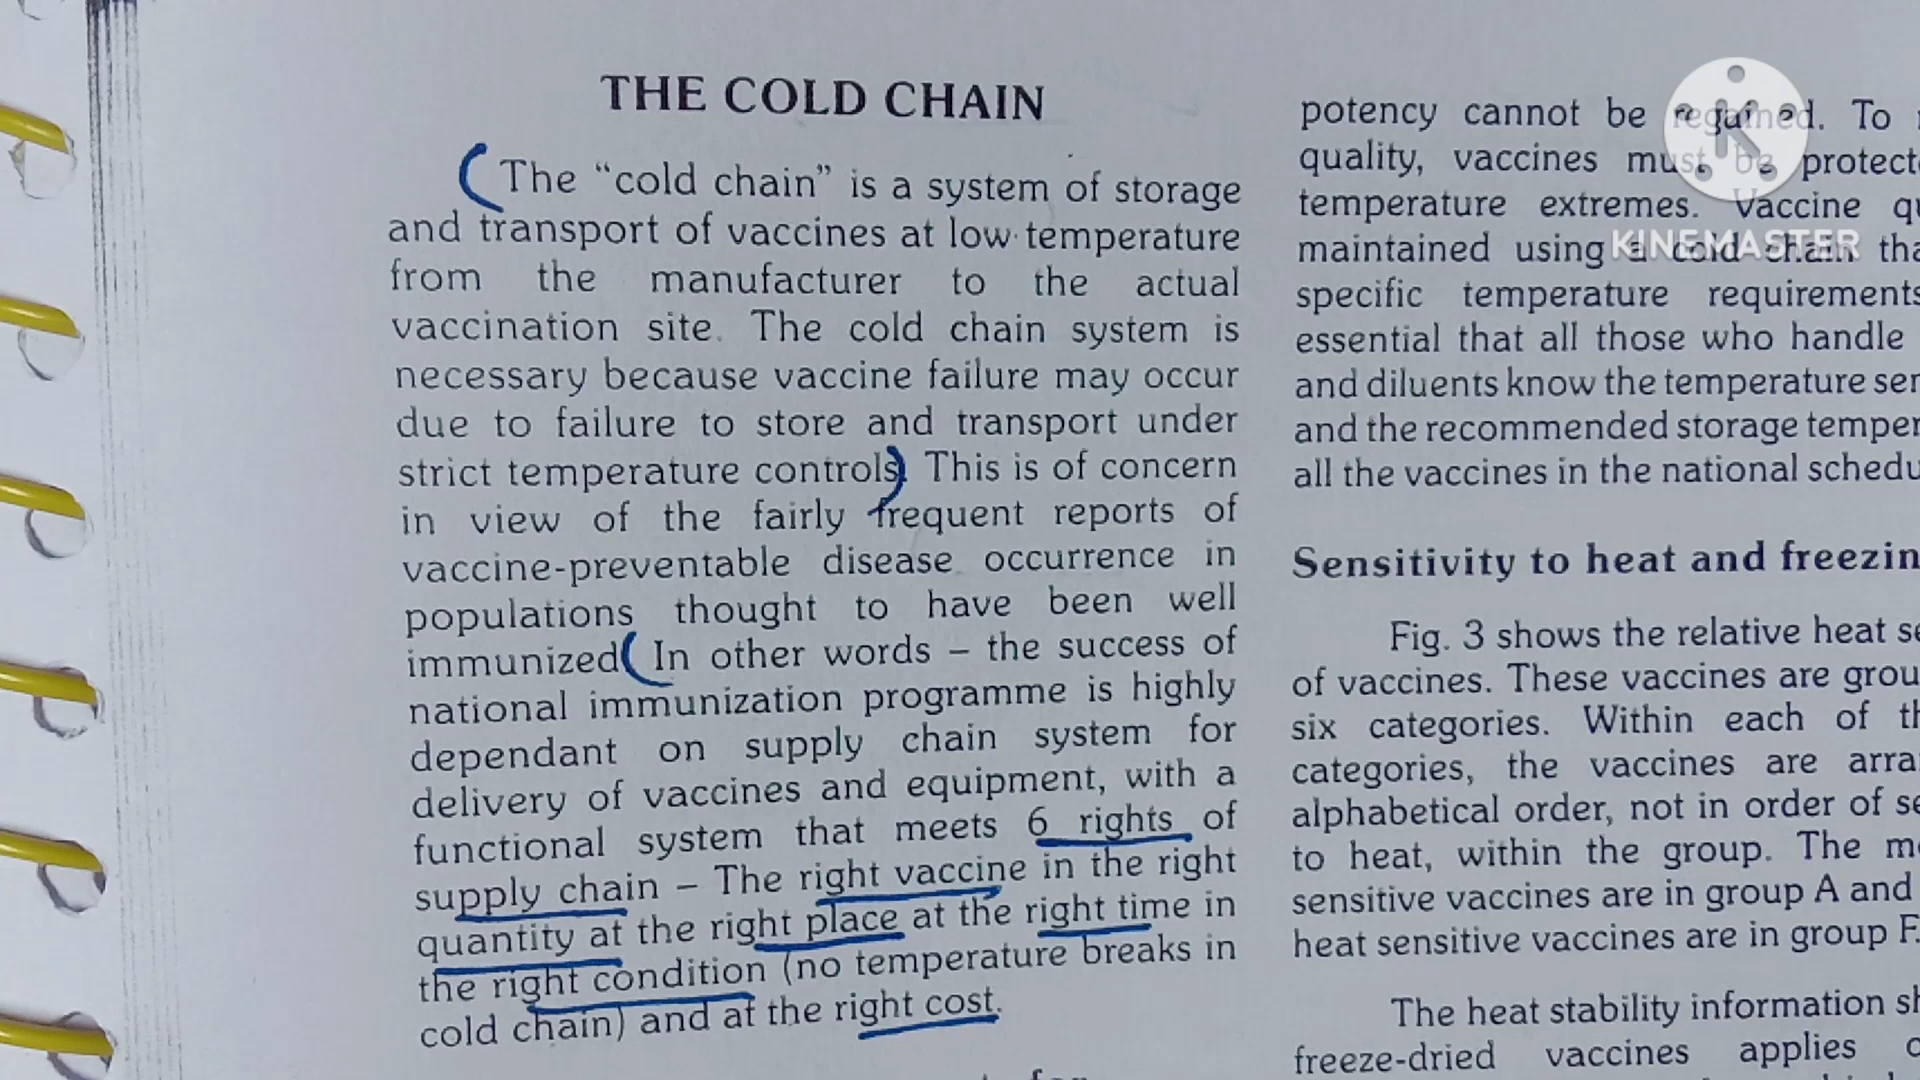 THE COLD CHAIN
The “cold chain” is a system of storage
and transport of vaccines at low temperature
from the manufacturer to the actual
vaccination site. The cold chain system is
necessary because vaccine failure may occur
due to failure to store and transport under
strict temperature controls. This is of concern
in view of the fairly frequent reports of
vaccine-preventable disease occurrence in
populations thought to have been well
immunized. In other words – the success of
national immunization programme is highly
dependant on supply chain system for
delivery of vaccines and equipment, with a
functional system that meets 6 rights of
supply chain – The right vaccine in the right
quantity at the right place at the right time in
the right condition (no temperature breaks in
cold chain) and at the right cost.
potency cannot be regained. To
quality, vaccines must be
temperature extremes. Vaccine
maintained using a cold chain
specific temperature requirements
essential that all those who handle
and diluents know the temperature
and the recommended storage
all the vaccines in the national
Sensitivity to heat and
Fig. 3 shows the relative heat
of vaccines. These vaccines are
six categories. Within each of
categories, the vaccines are
alphabetical order, not in order of
to heat, within the group. The
sensitive vaccines are in group A and
heat sensitive vaccines are in group F.
The heat stability information
freeze-dried vaccines applies
KINEMASTER